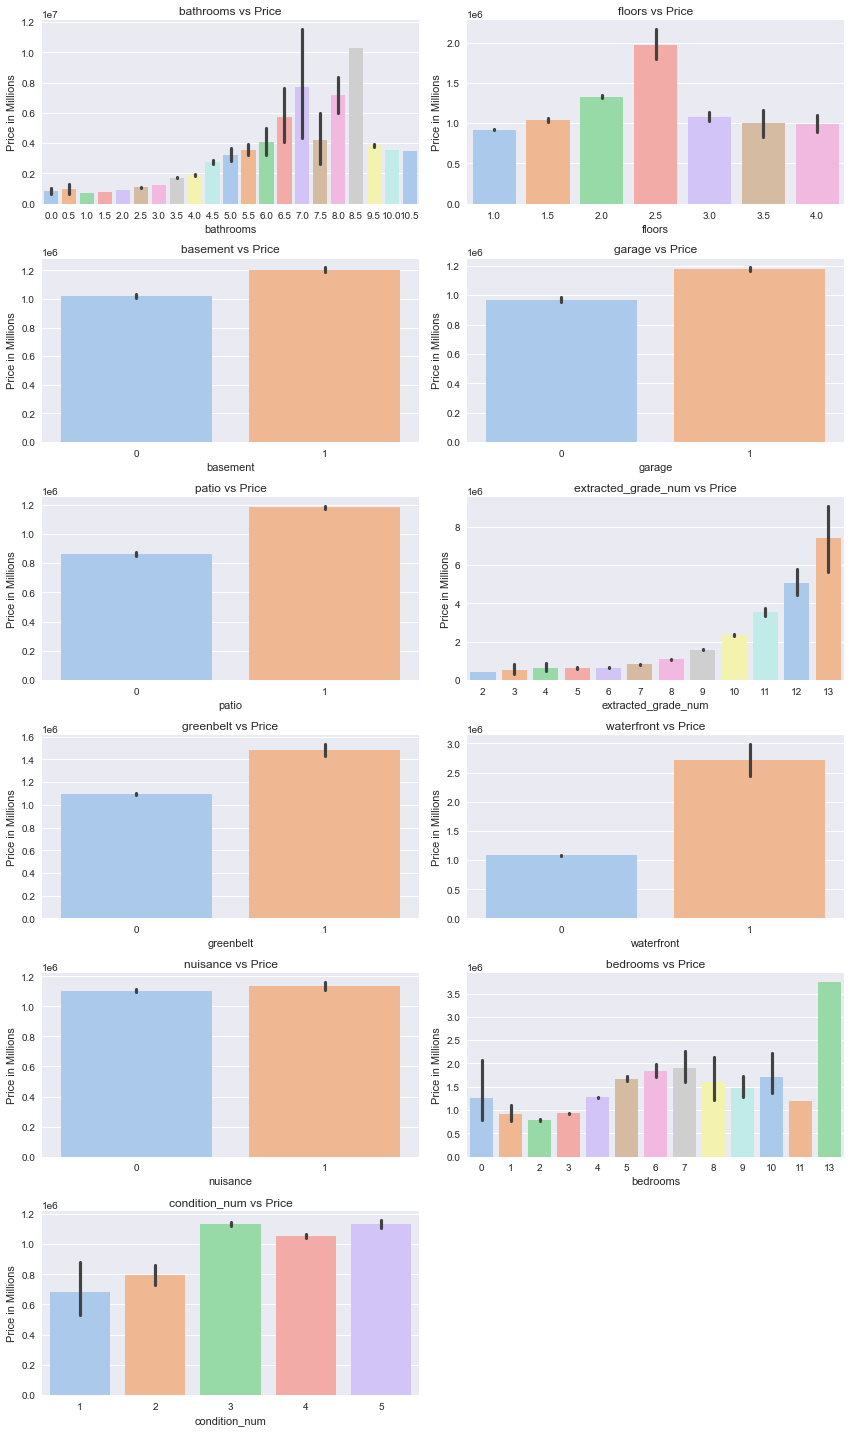 bathrooms vs Price
1e7
Price in Millions
1.2
1.0
0.8
0.6
0.4
0.2
0.0
0.0 0.5 1.0 1.5 2.0 2.5 3.0 3.5 4.0 4.5 5.0 5.5 6.0 6.5 7.0 7.5 8.0 8.5 9.5 10.0 10.5
bathrooms
floors vs Price
1e6
Price in Millions
2.0
1.5
1.0
0.5
0.0
1.0 1.5 2.0 2.5 3.0 3.5 4.0
floors
basement vs Price
1e6
Price in Millions
1.2
1.0
0.8
0.6
0.4
0.2
0.0
0 1
basement
garage vs Price
1e6
Price in Millions
1.2
1.0
0.8
0.6
0.4
0.2
0.0
0 1
garage
patio vs Price
1e6
Price in Millions
1.2
1.0
0.8
0.6
0.4
0.2
0.0
0 1
patio
extracted_grade_num vs Price
1e6
Price in Millions
8
6
4
2
0
2 3 4 5 6 7 8 9 10 11 12 13
extracted_grade_num
greenbelt vs Price
1e6
Price in Millions
1.6
1.4
1.2
1.0
0.8
0.6
0.4
0.2
0.0
0 1
greenbelt
waterfront vs Price
1e6
Price in Millions
3.0
2.5
2.0
1.5
1.0
0.5
0.0
0 1
waterfront
nuisance vs Price
1e6
Price in Millions
1.2
1.0
0.8
0.6
0.4
0.2
0.0
0 1
nuisance
bedrooms vs Price
1e6
Price in Millions
3.5
3.0
2.5
2.0
1.5
1.0
0.5
0.0
0 1 2 3 4 5 6 7 8 9 10 11 13
bedrooms
condition_num vs Price
1e6
Price in Millions
1.2
1.0
0.8
0.6
0.4
0.2
0.0
1 2 3 4 5
condition_num